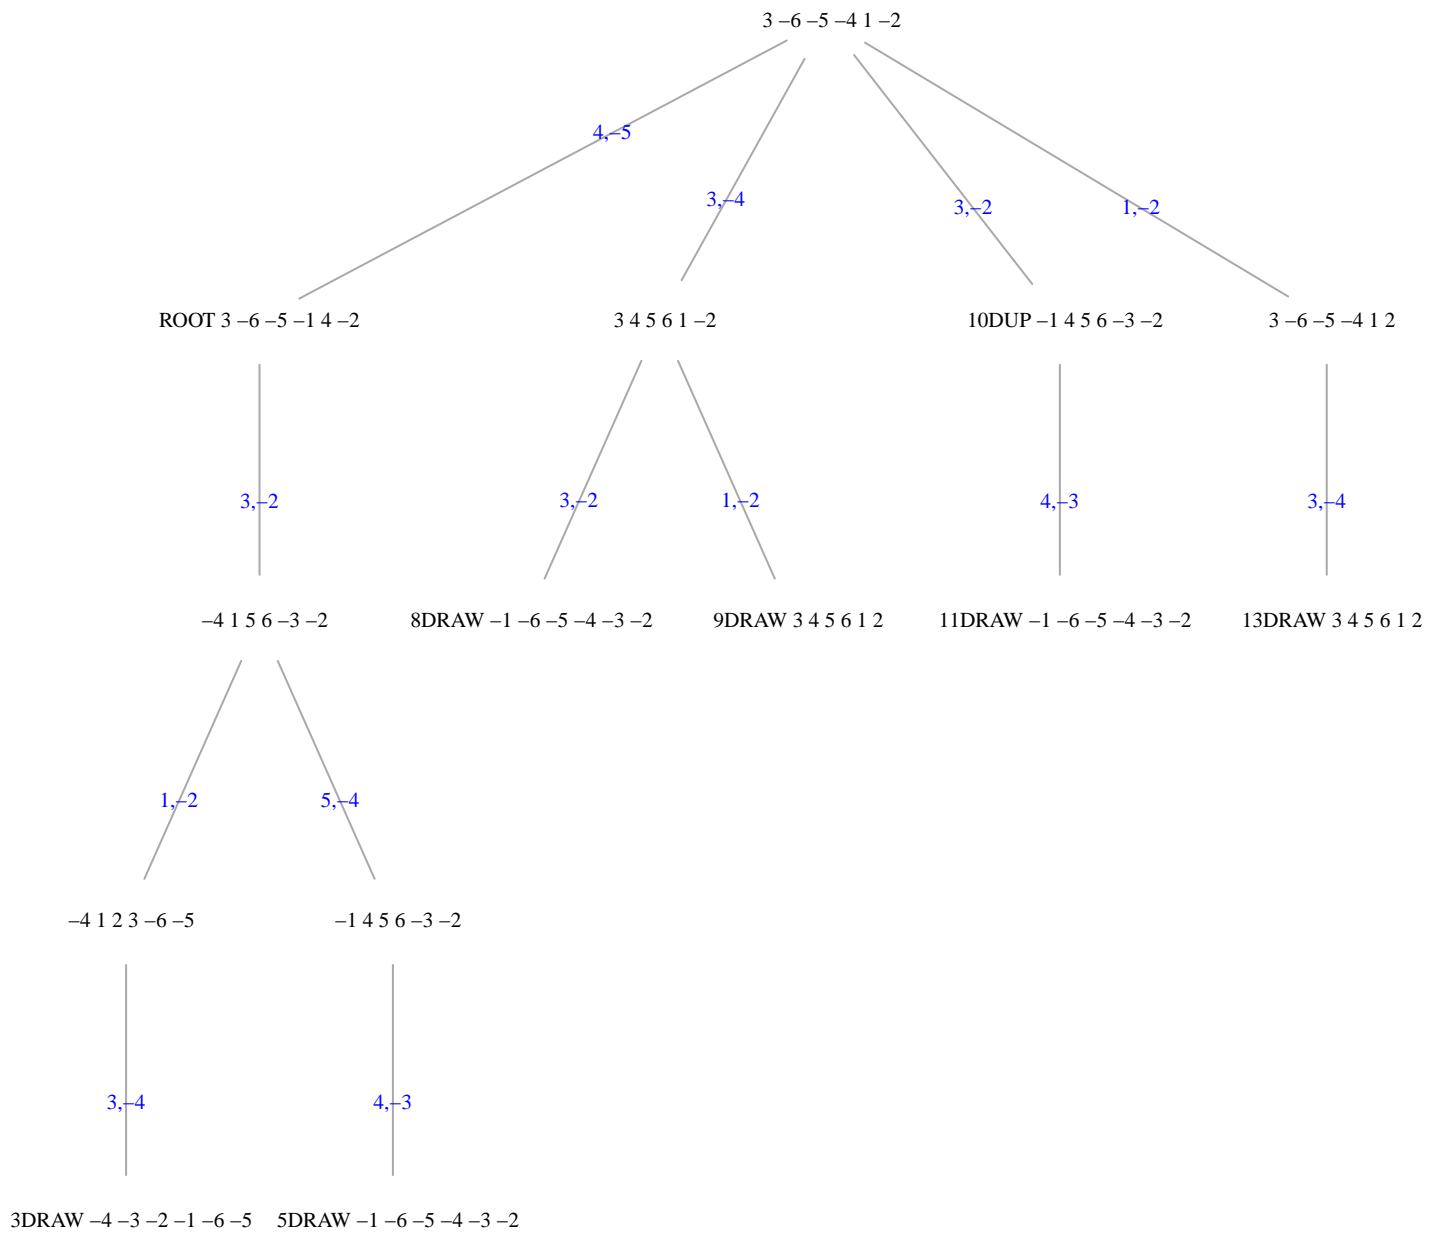 3 –6 –5 –4 1 –2
4,–5
3,–4
3,–2
1,–2
ROOT 3 –6 –5 –1 4 –2
3 4 5 6 1 –2
10DUP –1 4 5 6 –3 –2
3 –6 –5 –4 1 2
3,–2
3,–2
1,–2
4,–3
3,–4
–4 1 5 6 –3 –2
8DRAW –1 –6 –5 –4 –3 –2
9DRAW 3 4 5 6 1 2
11DRAW –1 –6 –5 –4 –3 –2
13DRAW 3 4 5 6 1 2
1,–2
5,–4
–4 1 2 3 –6 –5
–1 4 5 6 –3 –2
3,–4
4,–3
3DRAW –4 –3 –2 –1 –6 –5
5DRAW –1 –6 –5 –4 –3 –2